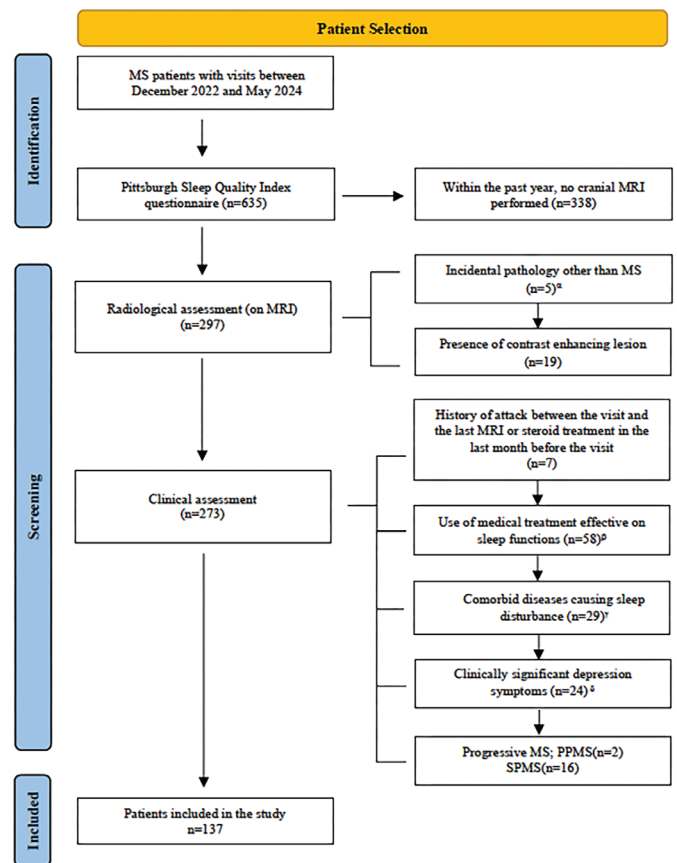 Patient Selection
Identification
MS patients with visits between
December 2022 and May 2024
Pittsburgh Sleep Quality Index
questionnaire (n=635)
Within the past year, no cranial MRI
performed (n=338)
Screening
Radiological assessment (on MRI)
(n=297)
Incidental pathology other than MS
(n=5)ᵅ
Presence of contrast enhancing lesion
(n=19)
Clinical assessment
(n=273)
History of attack between the visit and
the last MRI or steroid treatment in the
last month before the visit
(n=7)
Use of medical treatment effective on
sleep functions (n=58)ᵝ
Comorbid diseases causing sleep
disturbance (n=29)ᵞ
Clinically significant depression
symptoms (n=24)ᵟ
Progressive MS; PPMS(n=2)
SPMS(n=16)
Included
Patients included in the study
n=137